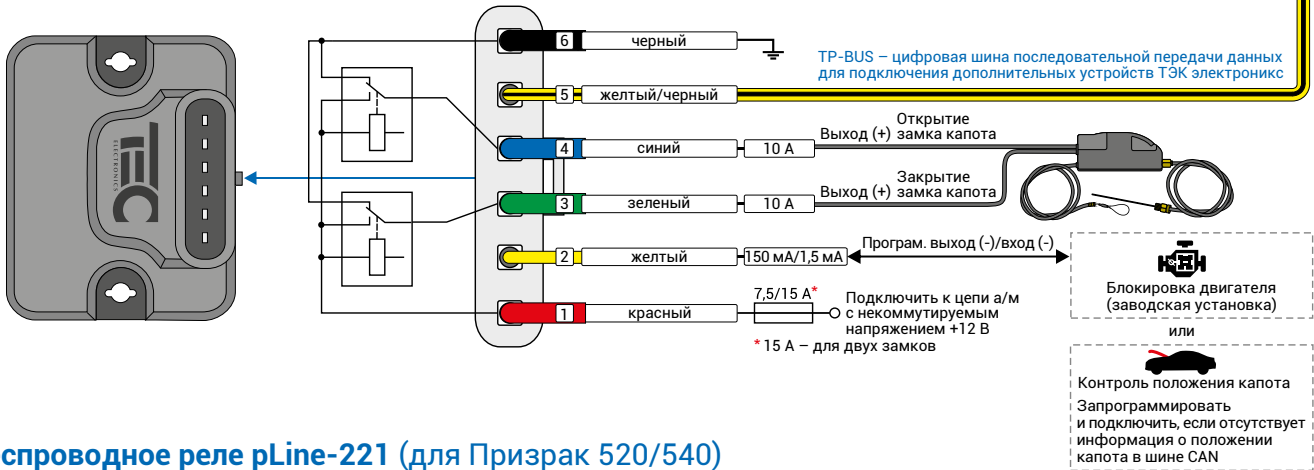 6 черный
TP-BUS – цифровая шина последовательной передачи данных
для подключения дополнительных устройств ТЭК электроникс
5 желтый/черный
4 синий 10 А
Выход (+) Открытие
замка капота
3 зеленый 10 А
Выход (+) Закрытие
замка капота
2 желтый 150 мА/1,5 мА
Програм. выход (-)/вход (-)
Блокировка двигателя
(заводская установка)
или
Контроль положения капота
Запрограммировать
и подключить, если отсутствует
информация о положении
капота в шине CAN
1 красный 7,5/15 А*
Подключить к цепи а/м
с некоммутируемым
напряжением +12 В
* 15 А – для двух замков
TEC
ELECTRONICS
спроводное реле pLine-221 (для Призрак 520/540)